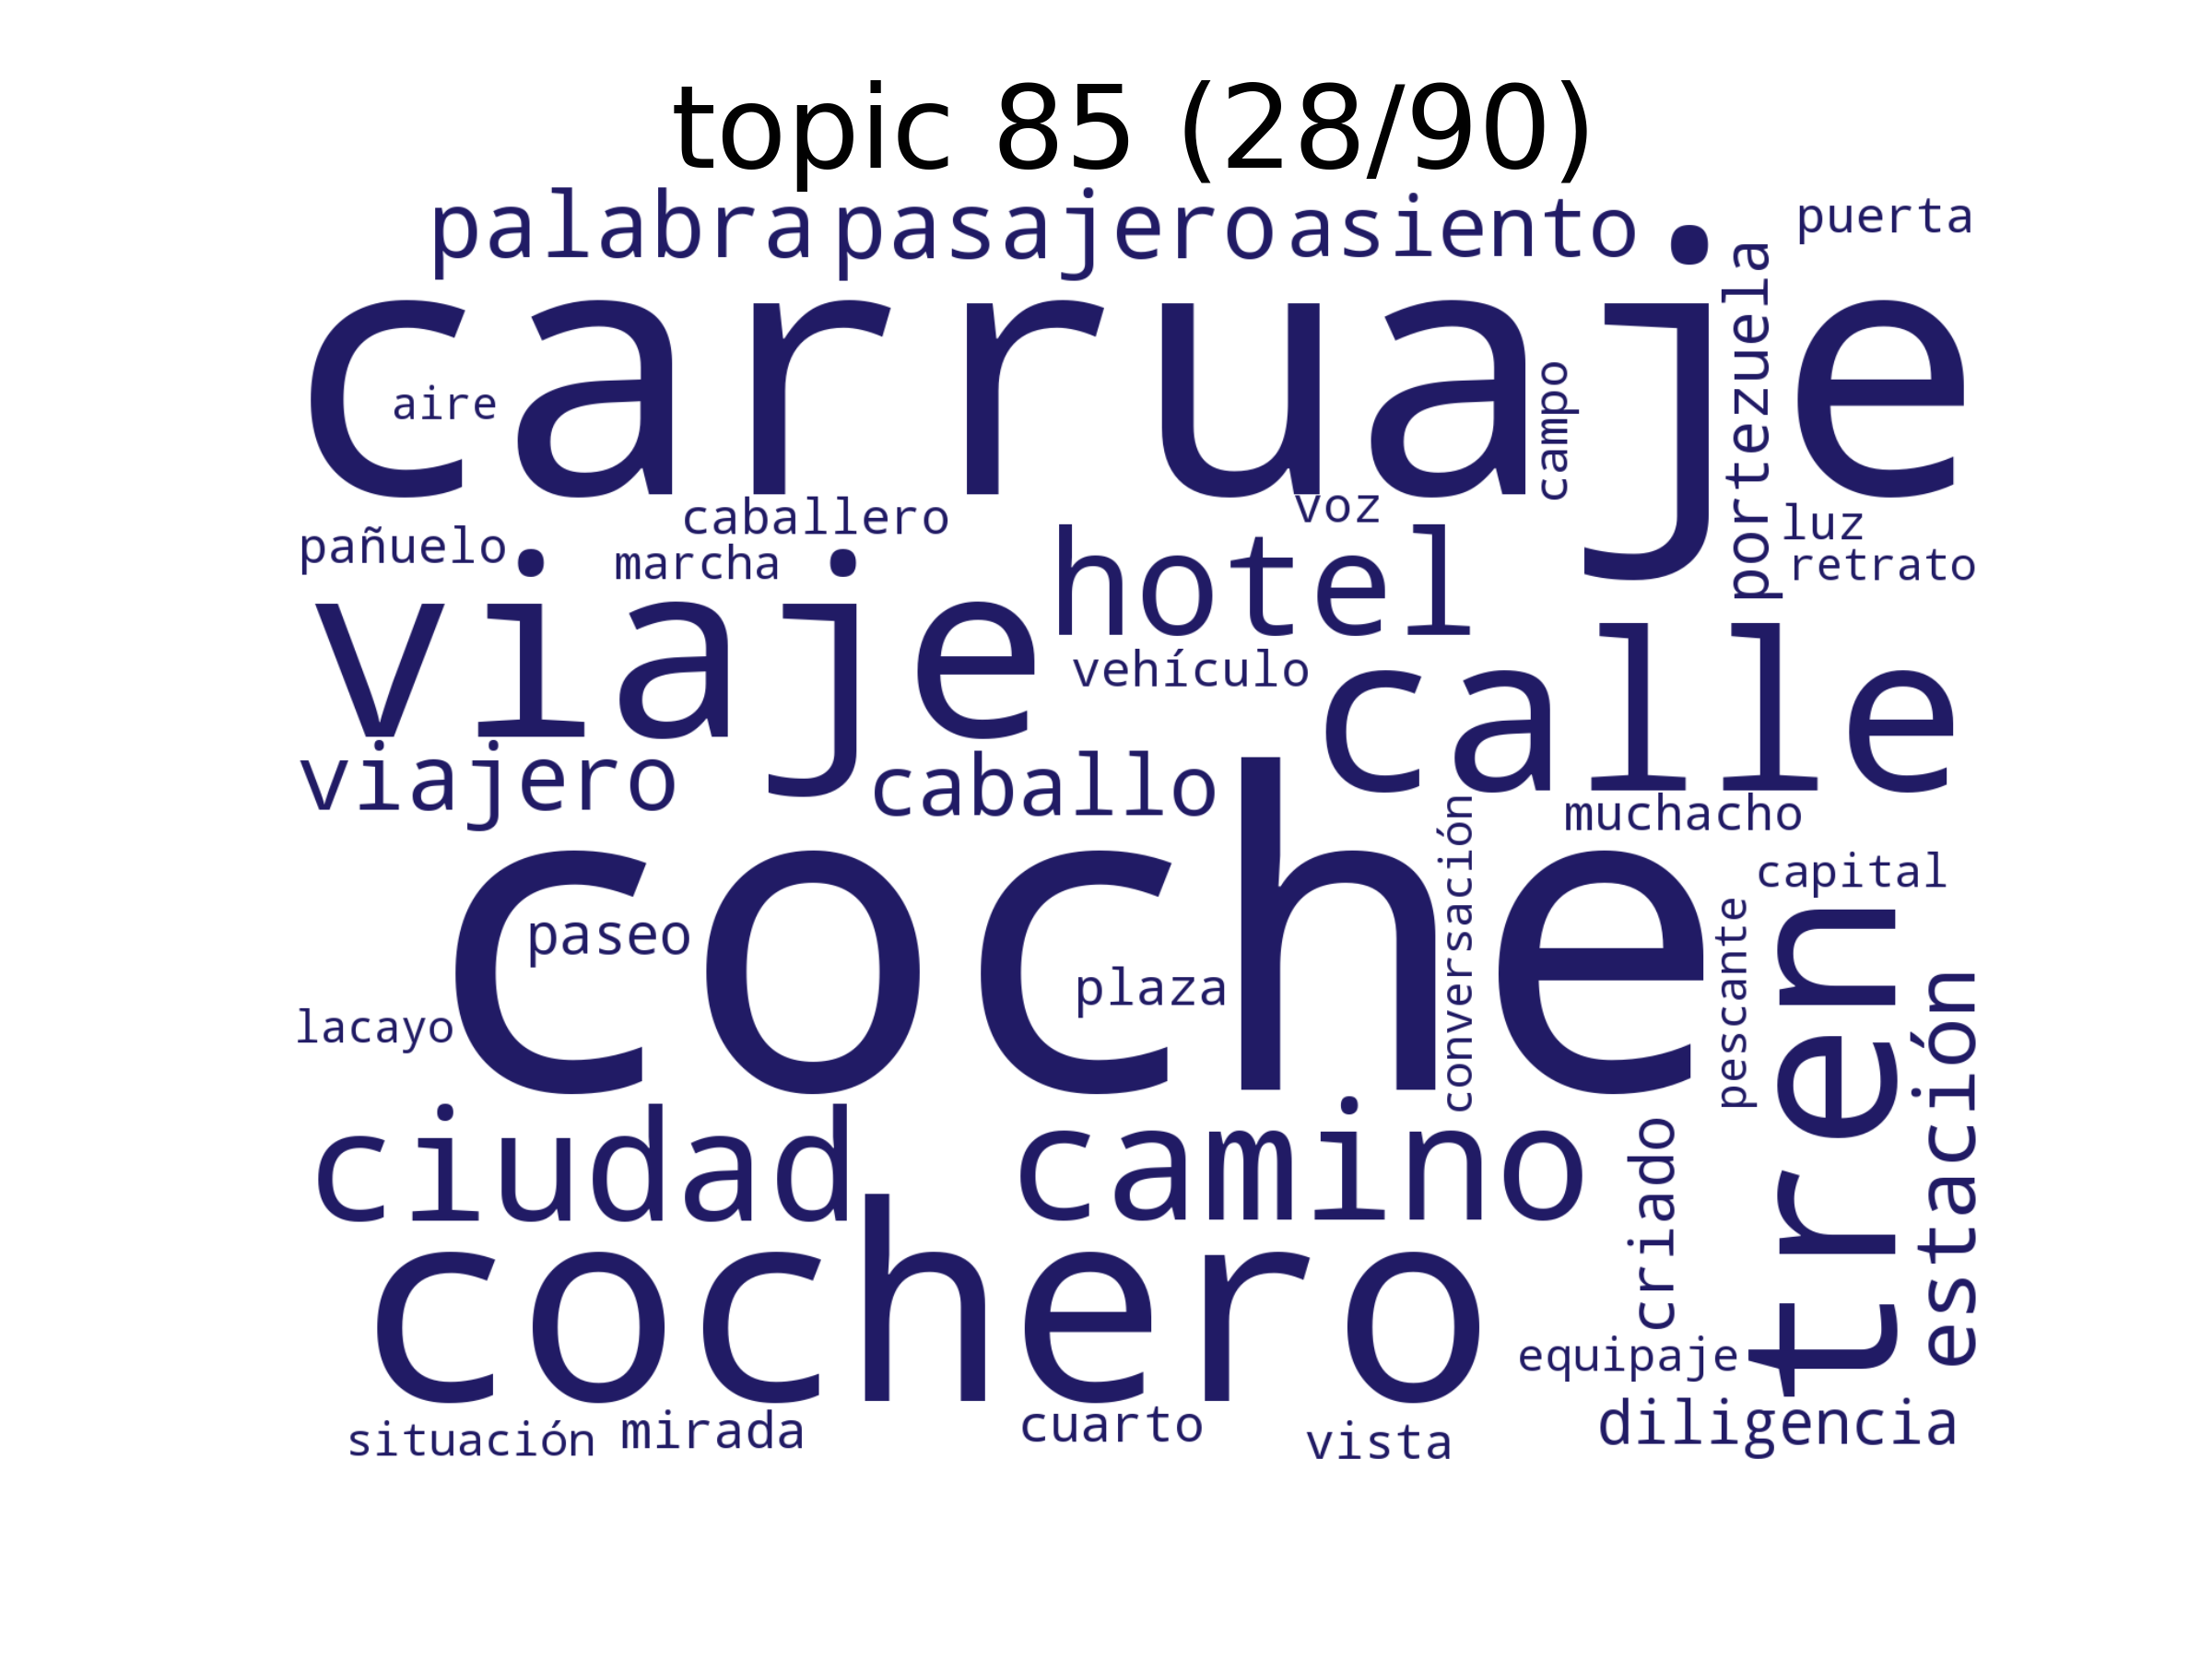 topic 85 (28/90)
palabra pasajero asiento puerta
carruaje
portezuela
aire
campo
caballero
voz
pañuelo
marcha
luz
retrato
viaje
hotel
vehículo
calle
viajero
caballo
muchacho
coche
conversación
capital
paseo
plaza
pescante
tren
estación
lacayo
ciudad
camino
criado
cochero
equipaje
diligencia
situación
mirada
cuarto
vista